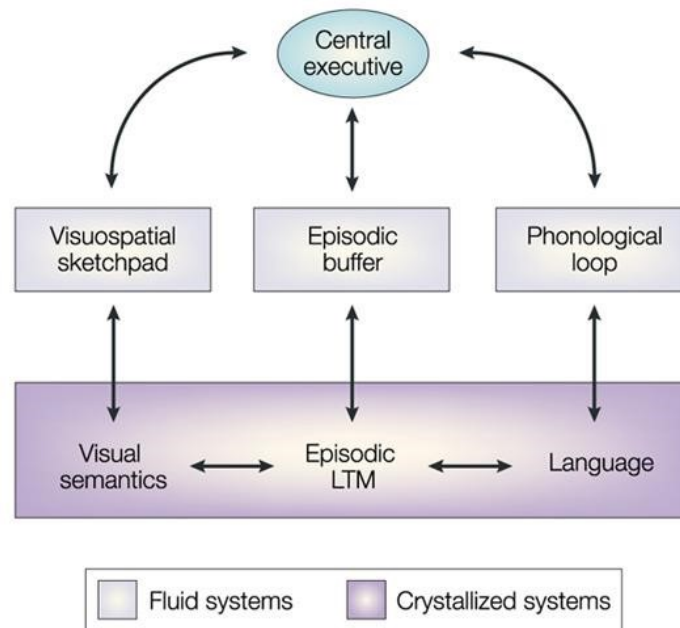 Central
executive
Visuospatial
sketchpad
Episodic
buffer
Phonological
loop
Visual
semantics
Episodic
LTM
Language
Fluid systems
Crystallized systems